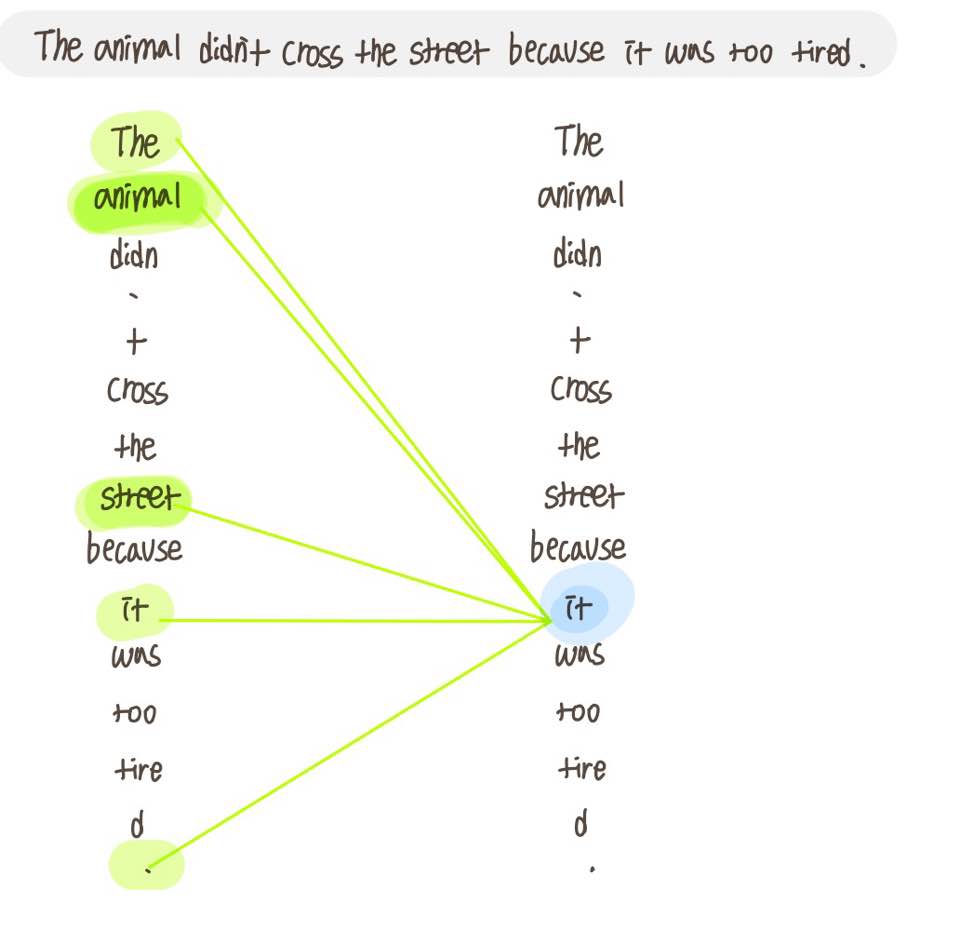 The animal didn't cross the street because it was too tired.
The The
animal animal
didn didn
` `
t t
cross cross
the the
street street
because because
it it
was was
too too
tire tire
d d
. .